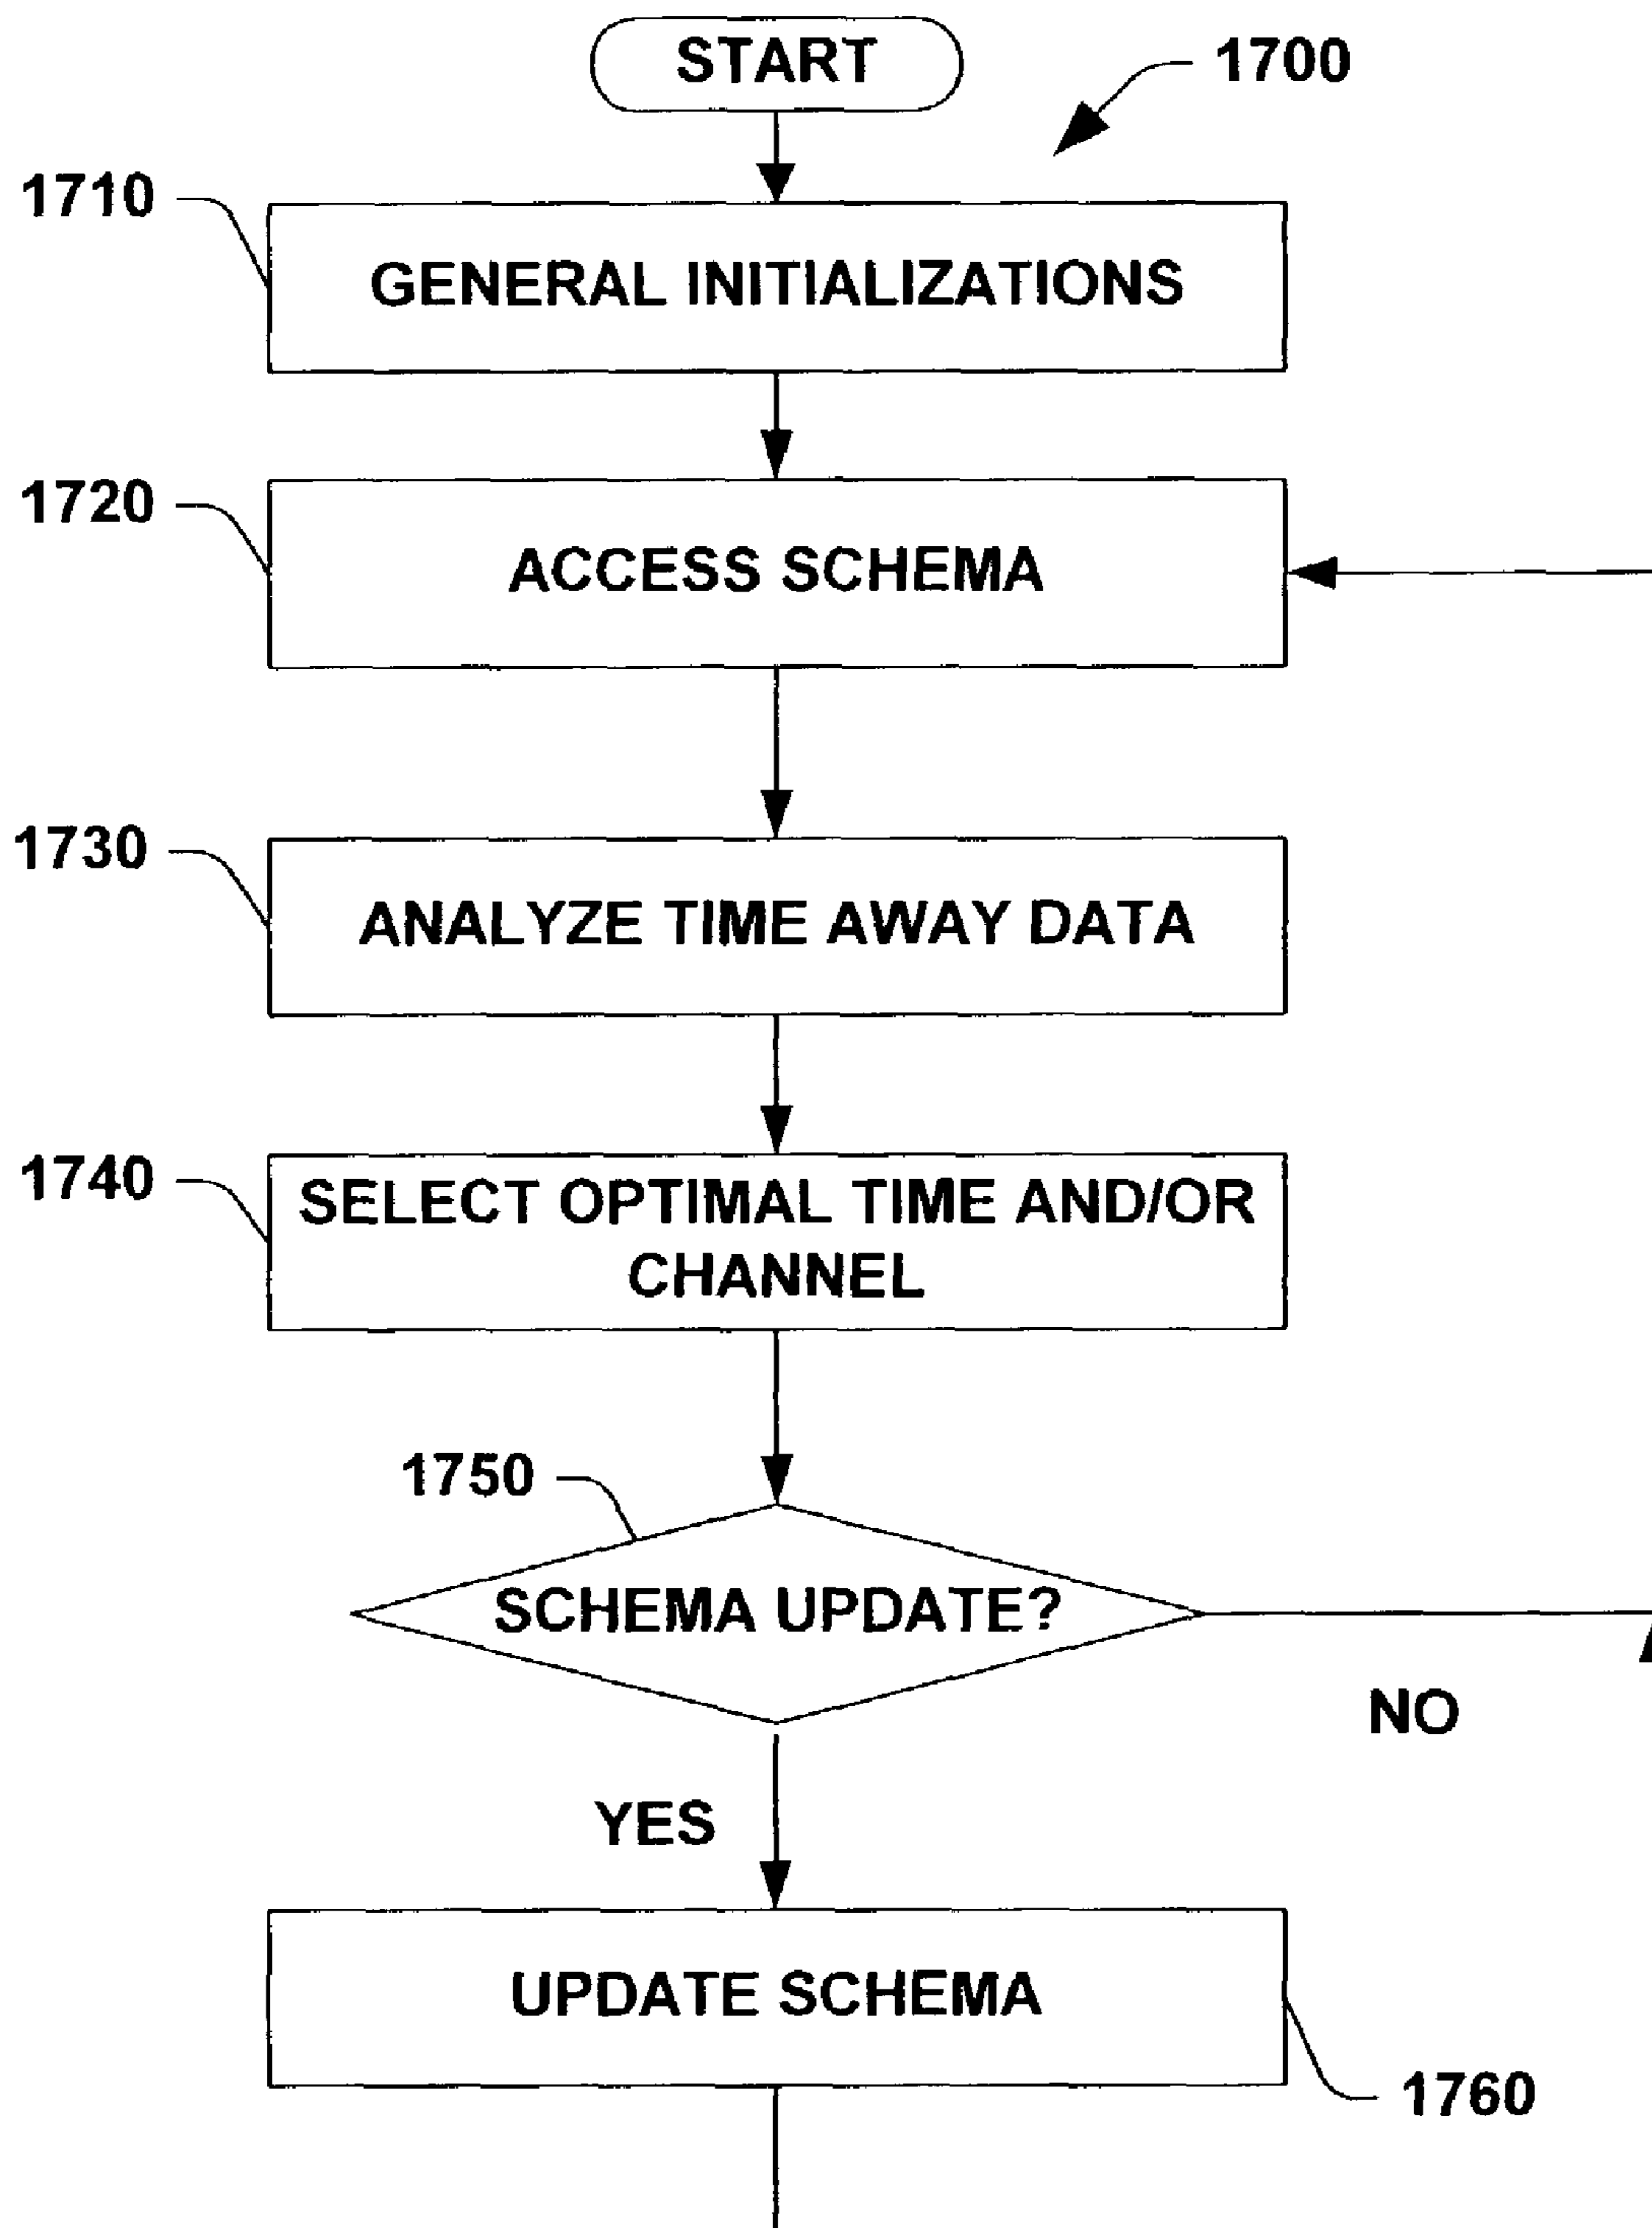 START
1700
1710
GENERAL INITIALIZATIONS
1720
ACCESS SCHEMA
1730
ANALYZE TIME AWAY DATA
1740
SELECT OPTIMAL TIME AND/OR
CHANNEL
1750
SCHEMA UPDATE?
NO
YES
UPDATE SCHEMA
1760